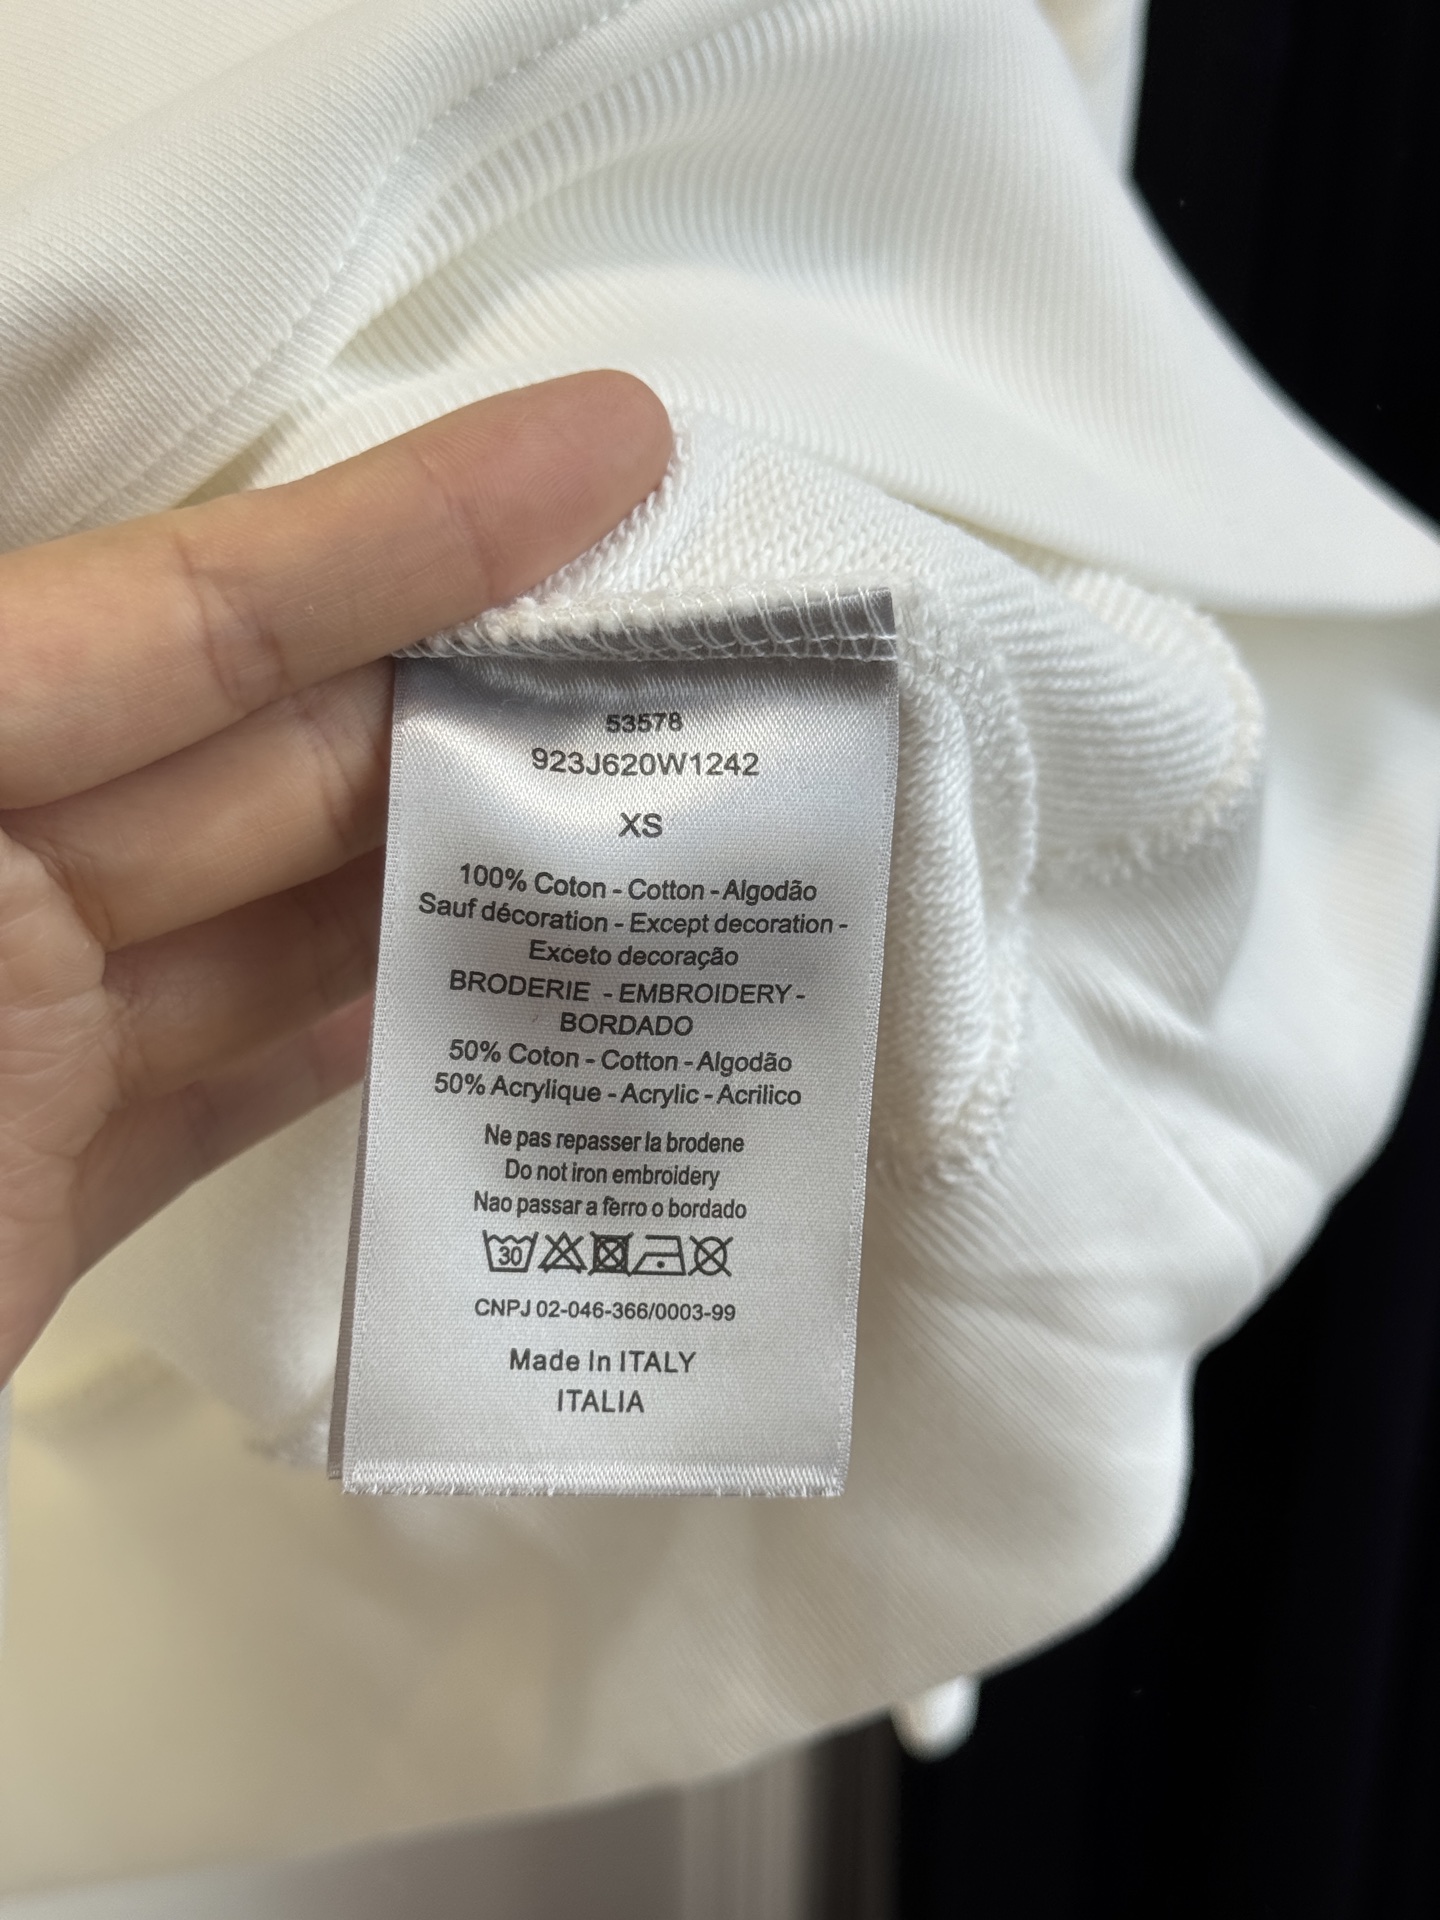 53578
923J620W1242
XS
100% Coton - Cotton - Algodão
Sauf décoration - Except decoration -
Exceto decoração
BRODERIE - EMBROIDERY -
BORDADO
50% Coton - Cotton - Algodão
50% Acrylique - Acrylic - Acrilico
Ne pas repasser la brodene
Do not iron embroidery
Nao passar a ferro o bordado
30
CNPJ 02-046-366/0003-99
Made In ITALY
ITALIA